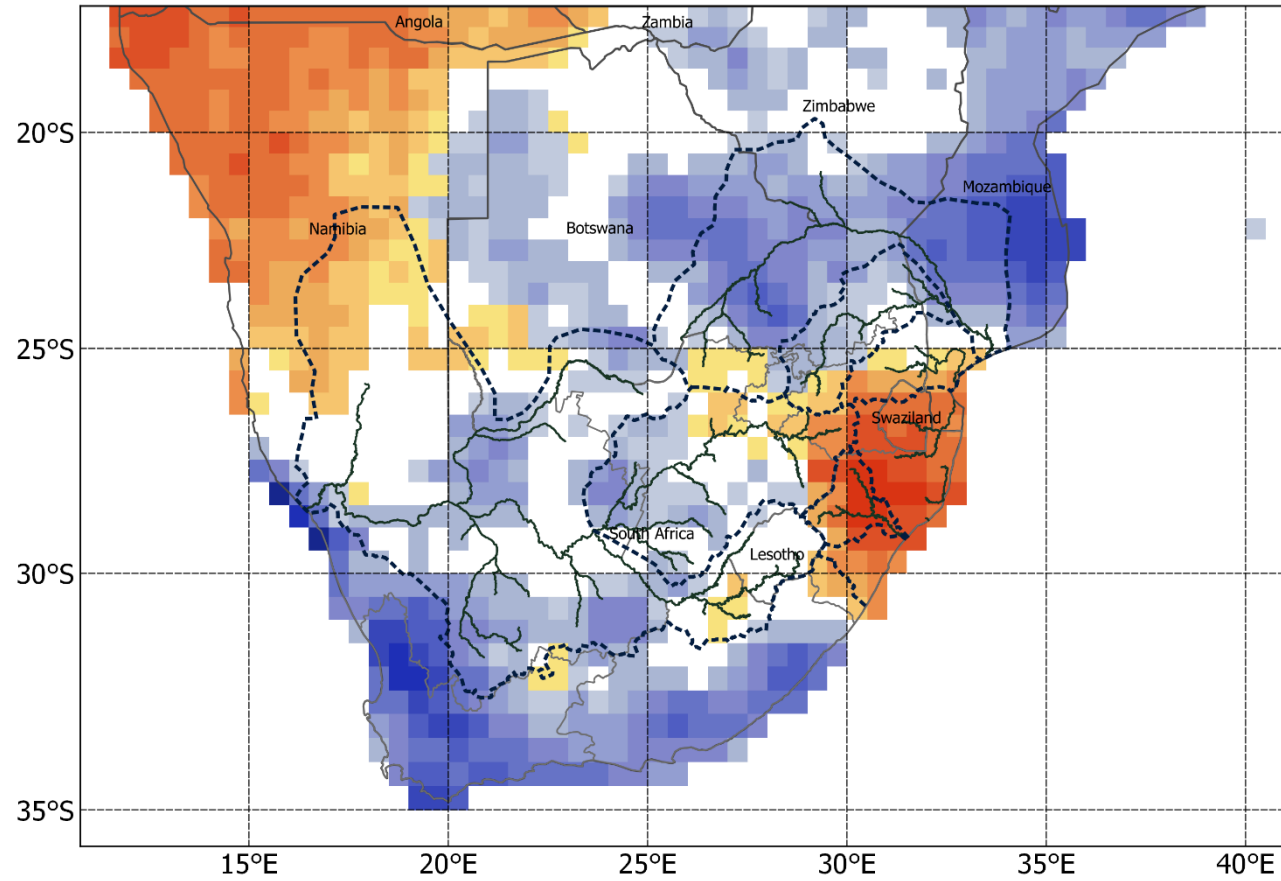 Angola
Zambia
Zimbabwe
20°S
Mozambique
Namibia
Botswana
25°S
Swaziland
South Africa
Lesotho
30°S
35°S
15°E
20°E
25°E
30°E
35°E
40°E